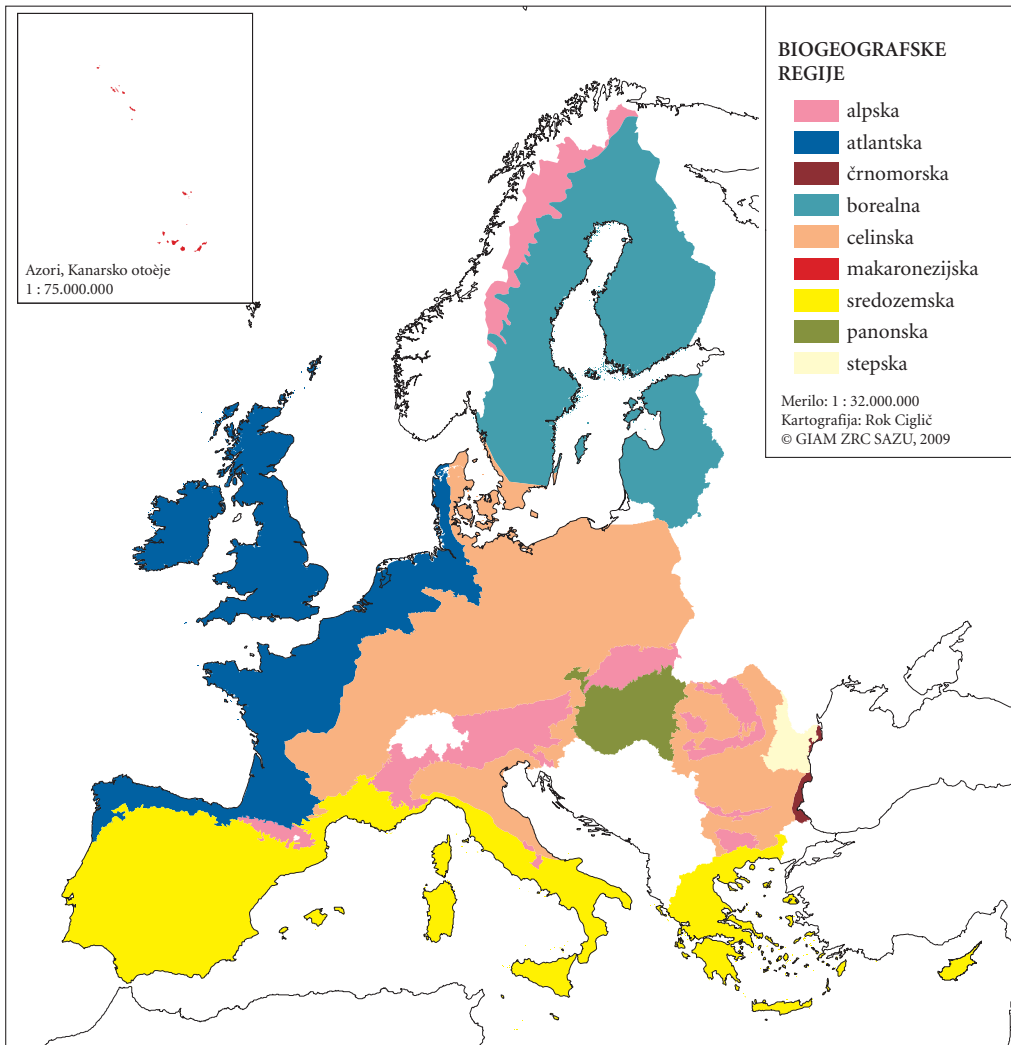 Azori, Kanarsko otoèje
1 : 75.000.000
BIOGEOGRAFSKE
REGIJE
alpska
atlantska
črnomorska
borealna
celinska
makaronezijska
sredozemska
panonska
stepska
Merilo: 1 : 32.000.000
Kartografija: Rok Ciglič
© GIAM ZRC SAZU, 2009